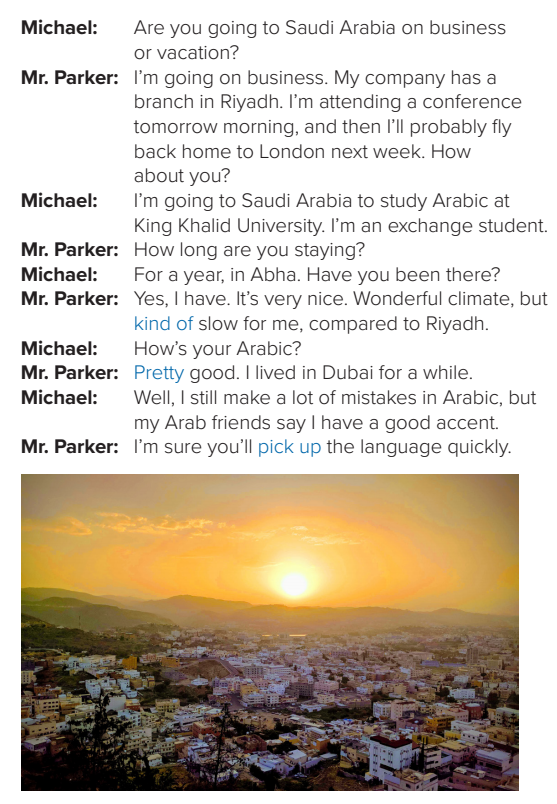 Michael: Are you going to Saudi Arabia on business
or vacation?
Mr. Parker: I'm going on business. My company has a
branch in Riyadh. I'm attending a conference
tomorrow morning, and then I'll probably fly
back home to London next week. How
about you?
Michael: I'm going to Saudi Arabia to study Arabic at
King Khalid University. I'm an exchange student.
Mr. Parker: How long are you staying?
Michael: For a year, in Abha. Have you been there?
Mr. Parker: Yes, I have. It's very nice. Wonderful climate, but
kind of slow for me, compared to Riyadh.
Michael: How's your Arabic?
Mr. Parker: Pretty good. I lived in Dubai for a while.
Michael: Well, I still make a lot of mistakes in Arabic, but
my Arab friends say I have a good accent.
Mr. Parker: I'm sure you'll pick up the language quickly.